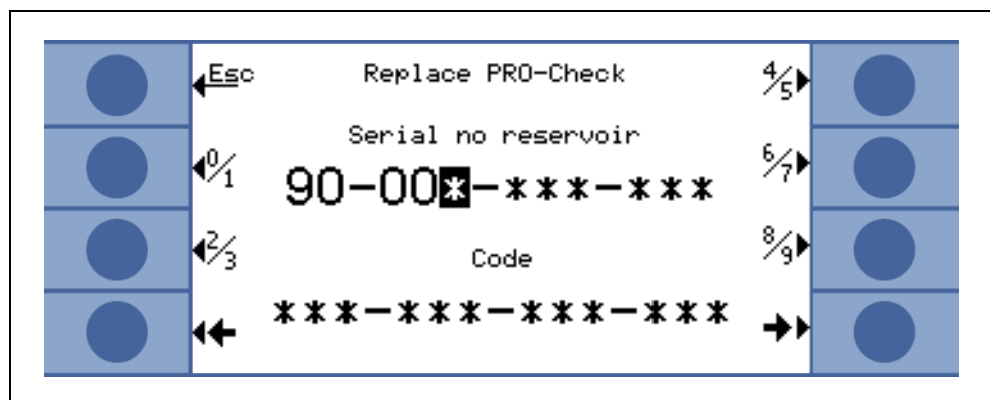 Esc Replace PRO-Check 4/5
Serial no reservoir
0/1 6/7
90-00*-***-***
2/3 8/9
Code
***-***-***-***